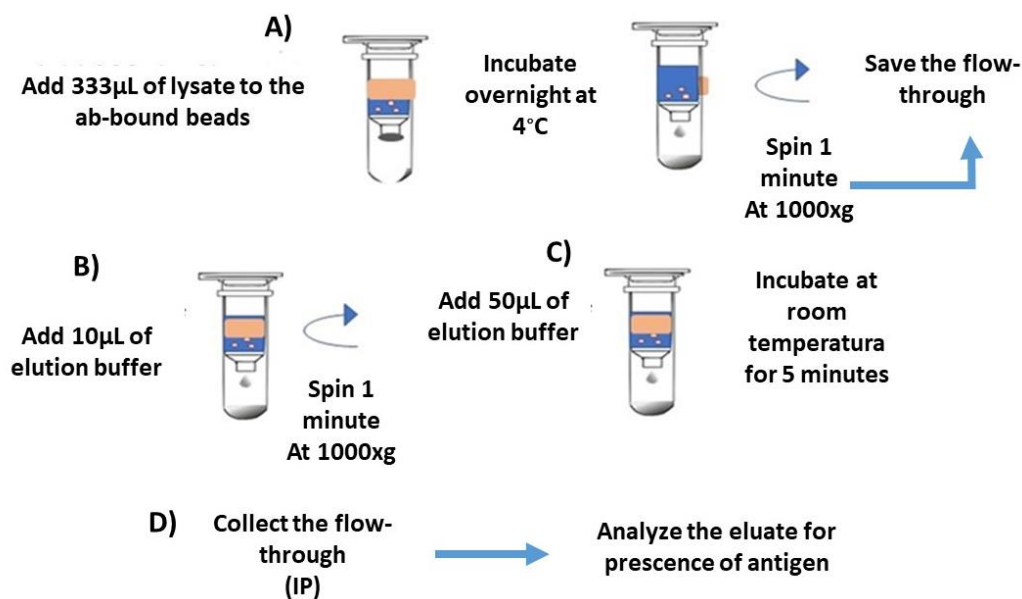 A)
Add 333µL of lysate to the
ab-bound beads
Incubate
overnight at
4°C
Save the flow-
through
Spin 1
minute
At 1000xg
B)
Add 10µL of
elution buffer
Spin 1
minute
At 1000xg
C)
Add 50µL of
elution buffer
Incubate at
room
temperatura
for 5 minutes
D)
Collect the flow-
through
(IP)
Analyze the eluate for
prescence of antigen